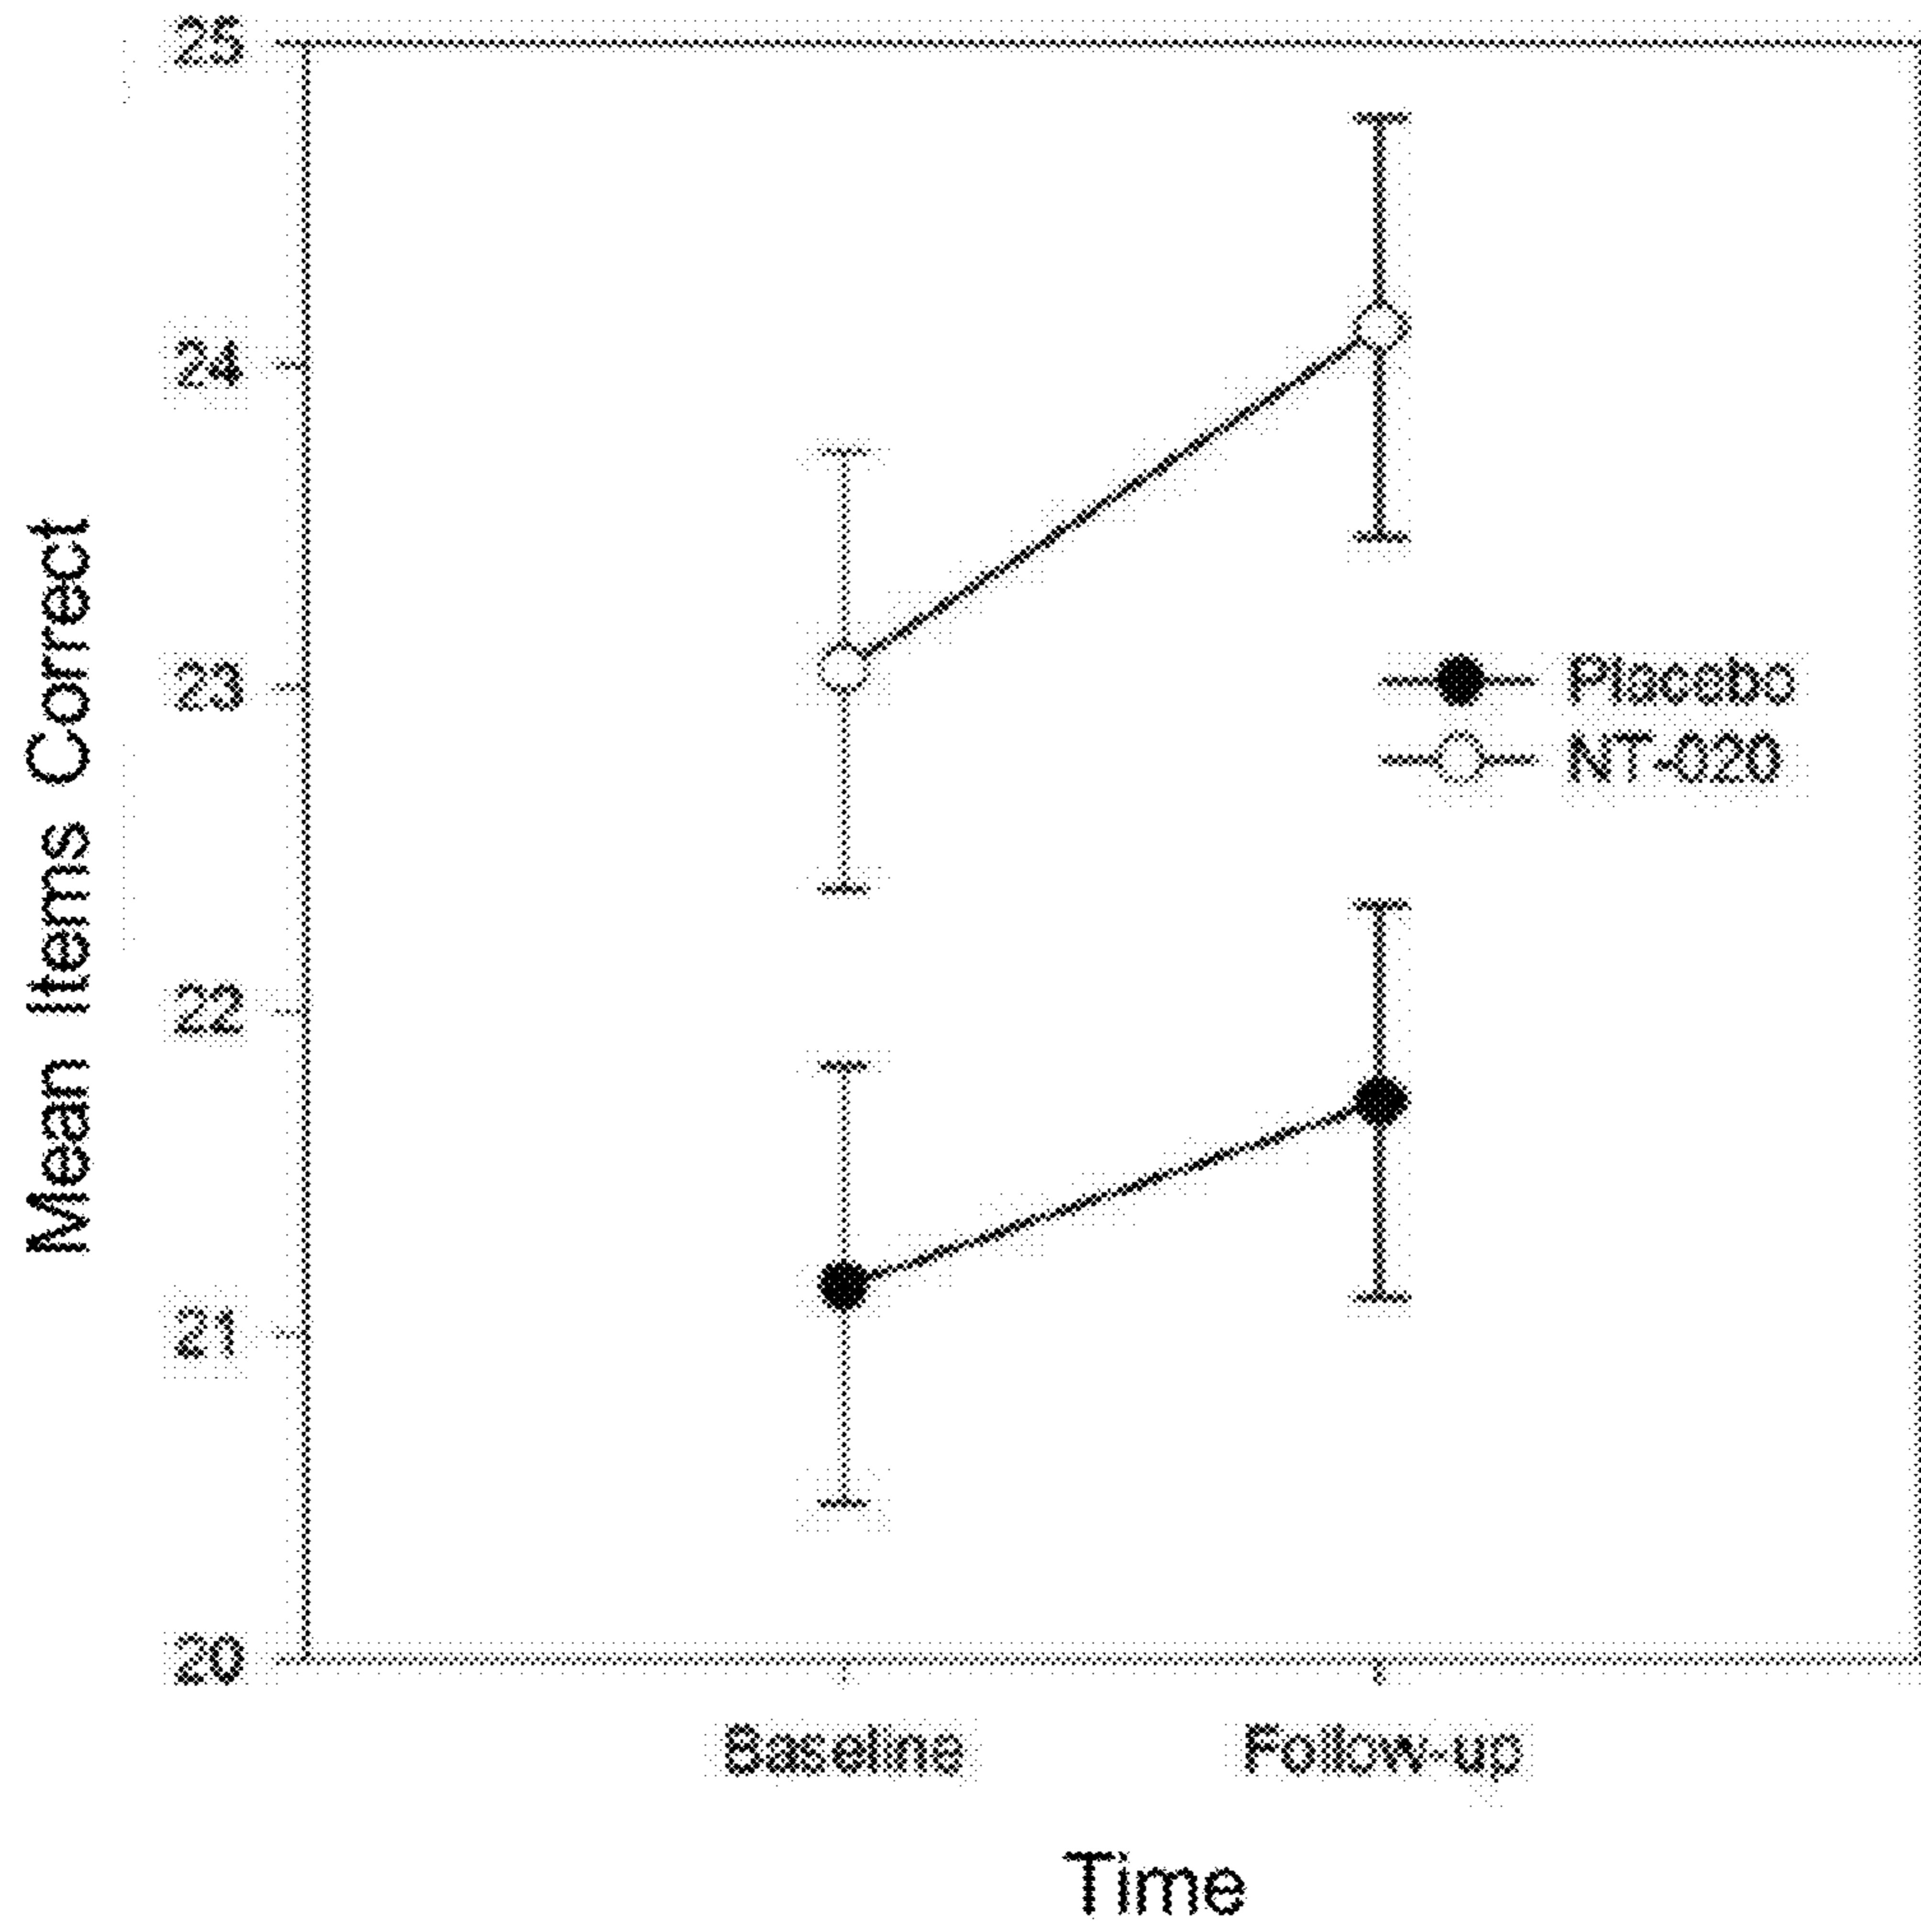 Mean Items Correct
25
24
23
22
21
20
Placebo
NT-020
Baseline Follow-up
Time